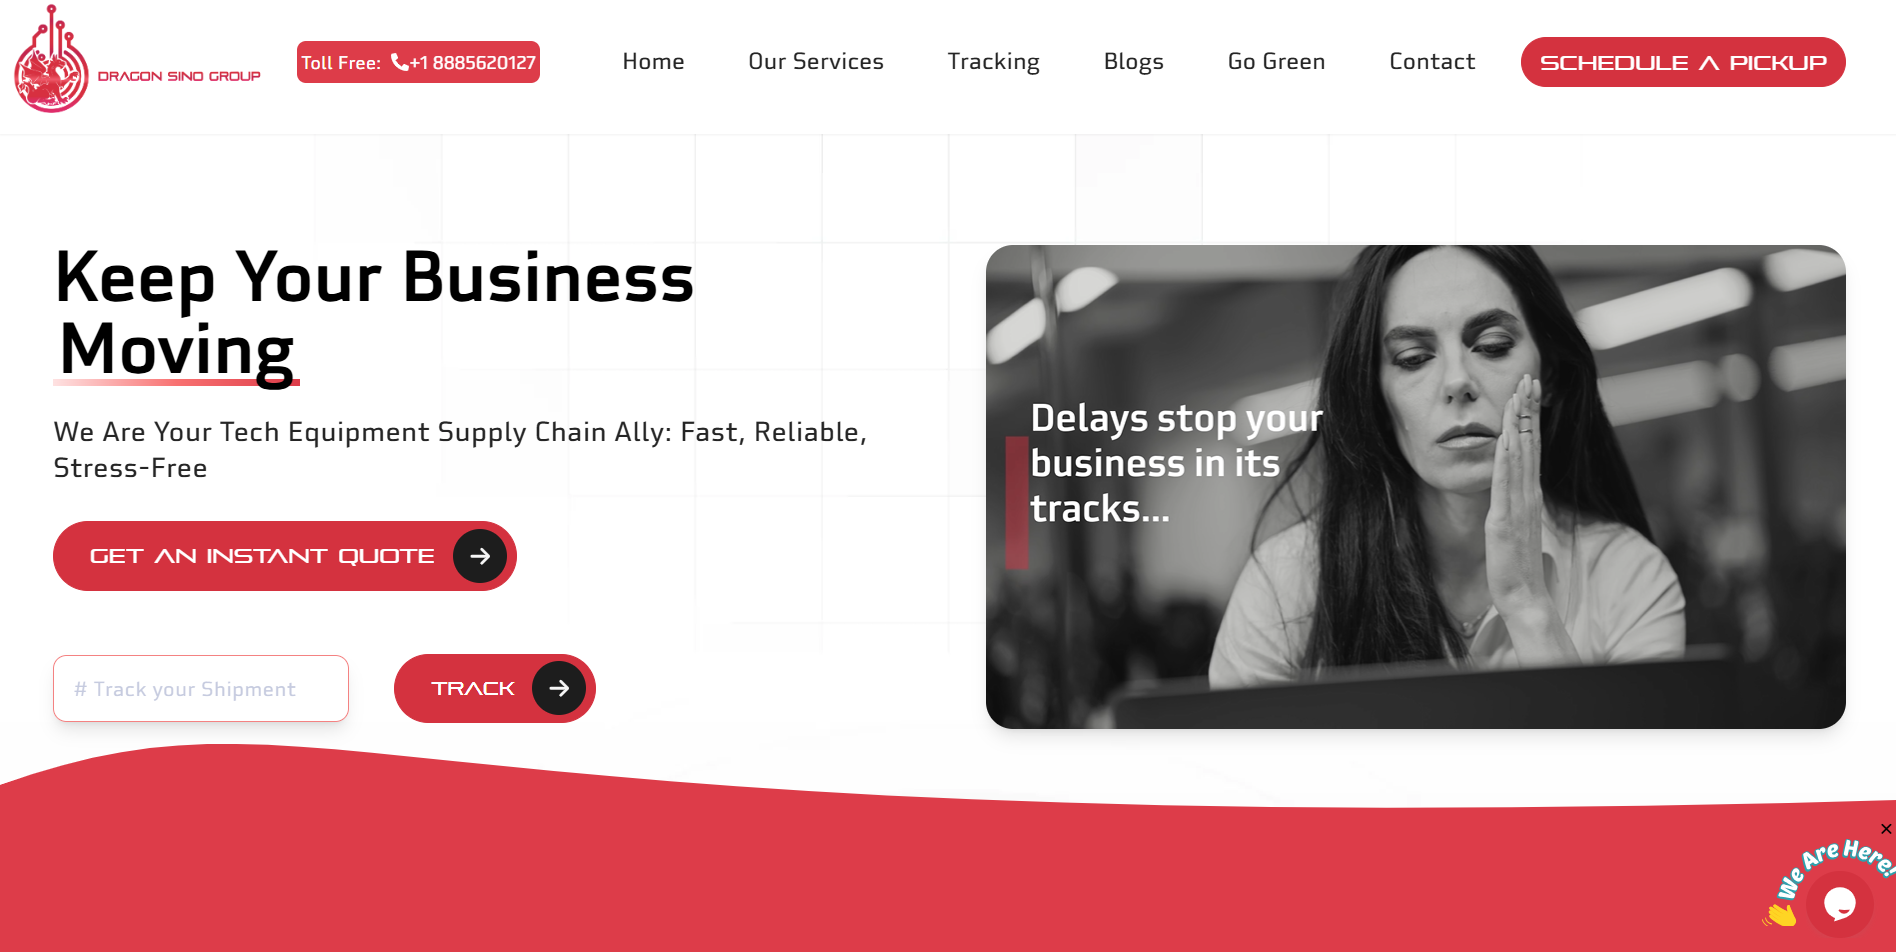 DRAGON SINO GROUP
Toll Free: +1 8885620127
Home
Our Services
Tracking
Blogs
Go Green
Contact
SCHEDULE A PICKUP
Keep Your Business
Moving
We Are Your Tech Equipment Supply Chain Ally: Fast, Reliable,
Stress-Free
GET AN INSTANT QUOTE
# Track your Shipment
TRACK
Delays stop your
business in its
tracks...
We Are Here!